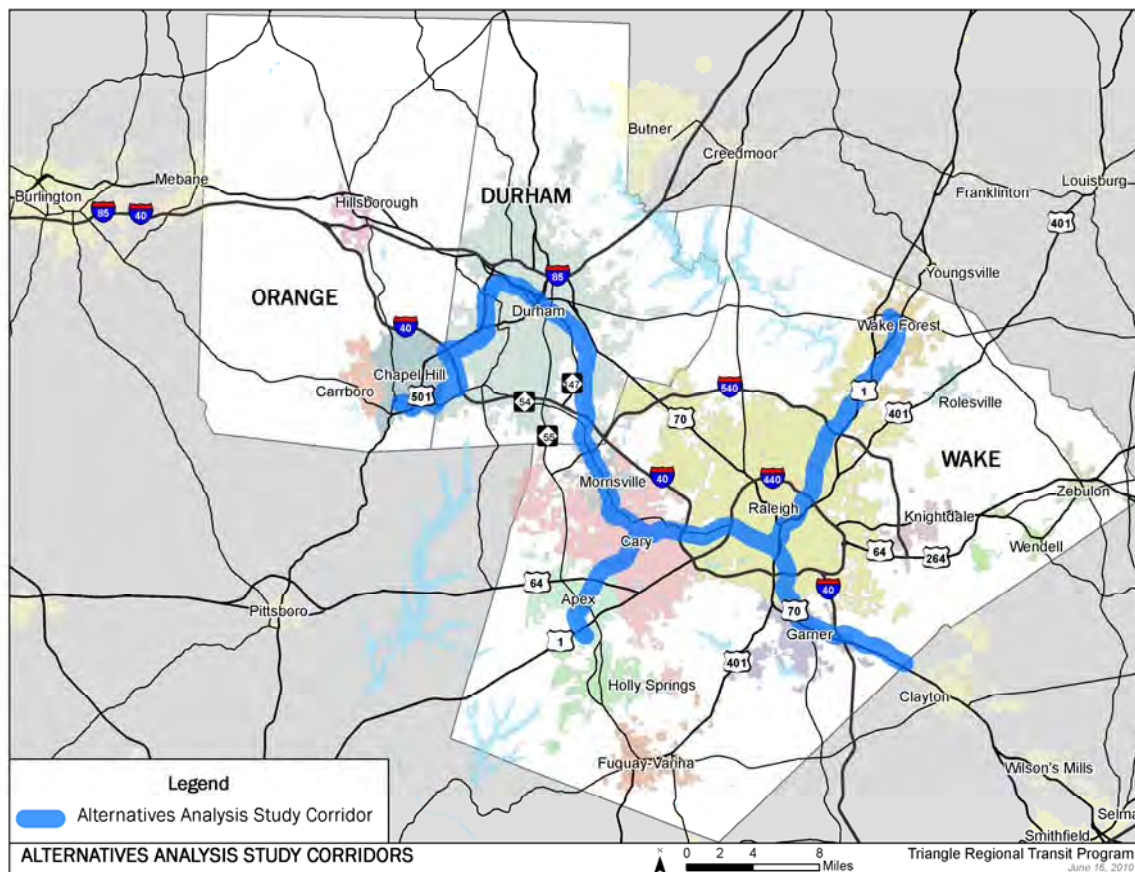 Butner
Creedmoor
Mebane
Burlington
85
40
Hillsborough
DURHAM
Franklinton
Louisburg
401
Youngsville
ORANGE
85
Durham
40
Wake Forest
Chapel Hill
501
Carrboro
147
54
55
70
540
1
401
Rolesville
WAKE
Morrisville
40
440
Raleigh
Knightdale
Zebulon
Cary
64
264
Wendell
64
Apex
40
Pittsboro
70
1
Garner
401
Holly Springs
Clayton
Fuquay-Varina
Wilson's Mills
Selma
Smithfield
Legend
Alternatives Analysis Study Corridor
ALTERNATIVES ANALYSIS STUDY CORRIDORS
N
0 2 4 8
Miles
Triangle Regional Transit Program
June 16, 2010